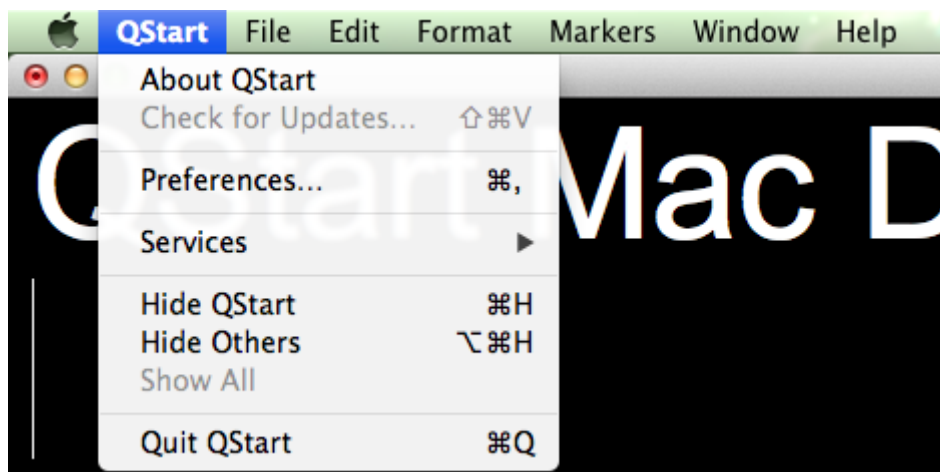 QStart File Edit Format Markers Window Help
About QStart
Check for Updates... ⇧⌘V
Preferences... ⌘,
Services ▶
Hide QStart ⌘H
Hide Others ⌥⌘H
Show All
Quit QStart ⌘Q
QStart Mac D